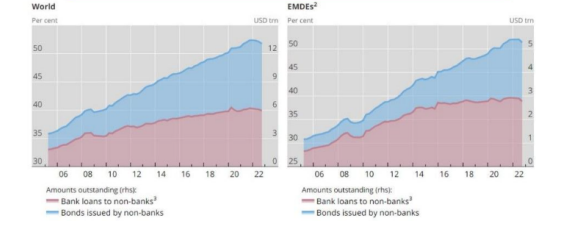 World
Per cent USD trn
50 12
45 9
40 6
35 3
30 0
06 08 10 12 14 16 18 20 22
Amounts outstanding (rhs):
Bank loans to non-banks³
Bonds issued by non-banks
EMDEs²
Per cent USD trn
50 5
45 4
40 3
35 2
30 1
25 0
06 08 10 12 14 16 18 20 22
Amounts outstanding (rhs):
Bank loans to non-banks³
Bonds issued by non-banks